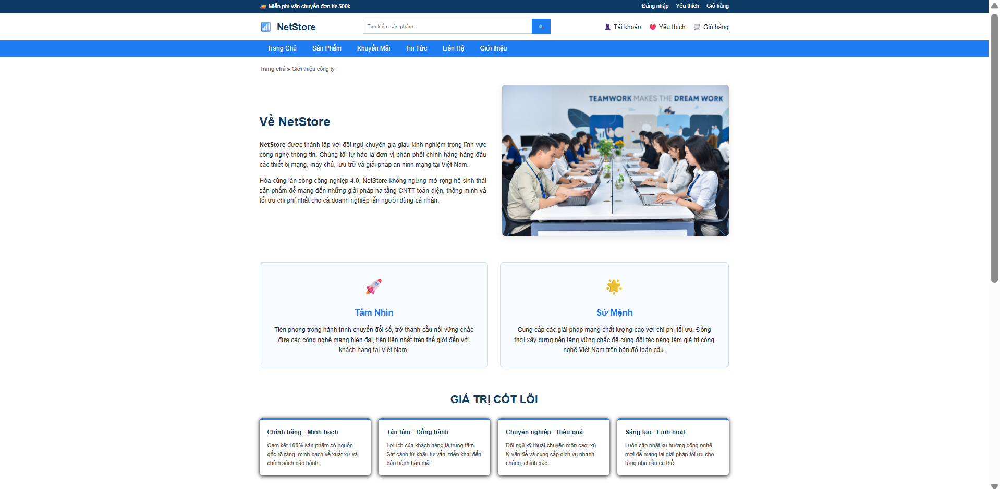 Miễn phí vận chuyển đơn từ 500k
Đăng nhập Yêu thích Giỏ hàng
NetStore
Tìm kiếm sản phẩm...
Tài khoản Yêu thích Giỏ hàng
Trang Chủ Sản Phẩm Khuyến Mãi Tin Tức Liên Hệ Giới thiệu
Trang chủ » Giới thiệu công ty
TEAMWORK MAKES THE DREAM WORK
Về NetStore
NetStore được thành lập với đội ngũ chuyên gia giàu kinh nghiệm trong lĩnh vực
công nghệ thông tin. Chúng tôi tự hào là đơn vị phân phối chính hãng hàng đầu
các thiết bị mạng, máy chủ, lưu trữ và giải pháp an ninh mạng tại Việt Nam.
Hòa cùng làn sóng công nghiệp 4.0, NetStore không ngừng mở rộng hệ sinh thái
sản phẩm để mang đến những giải pháp hạ tầng CNTT toàn diện, thông minh và
tối ưu chi phí nhất cho cả doanh nghiệp lẫn người dùng cá nhân.
Tầm Nhìn
Tiên phong trong hành trình chuyển đổi số, trở thành cầu nối vững chắc
đưa các công nghệ mạng hiện đại, tiên tiến nhất trên thế giới đến với
khách hàng tại Việt Nam.
Sứ Mệnh
Cung cấp các giải pháp mạng chất lượng cao với chi phí tối ưu. Đồng
thời xây dựng nền tảng vững chắc để cùng đối tác nâng tầm giá trị công
nghệ Việt Nam trên bản đồ toàn cầu.
GIÁ TRỊ CỐT LÕI
Chính hãng - Minh bạch
Cam kết 100% sản phẩm có nguồn
gốc rõ ràng, minh bạch về xuất xứ và
chính sách bảo hành.
Tận tâm - Đồng hành
Lợi ích của khách hàng là trung tâm.
Sát cánh từ khâu tư vấn, triển khai đến
bảo hành hậu mãi.
Chuyên nghiệp - Hiệu quả
Đội ngũ kỹ thuật chuyên môn cao, xử
lý vấn đề và cung cấp dịch vụ nhanh
chóng, chính xác.
Sáng tạo - Linh hoạt
Luôn cập nhật xu hướng công nghệ
mới để mang lại giải pháp tối ưu cho
từng nhu cầu cụ thể.